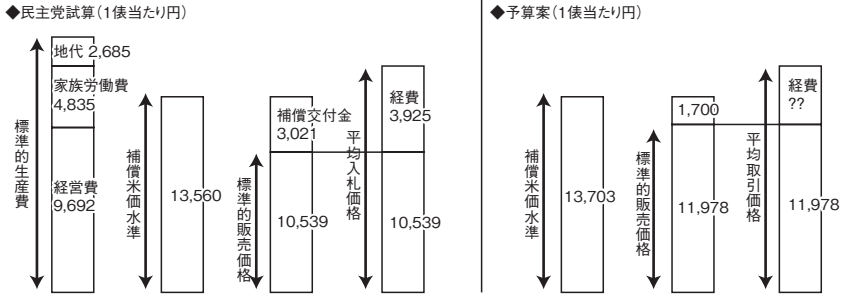 ◆民主党試算(1俵当たり円)
標準的生産費
地代 2,685
家族労働費
4,835
経営費
9,692
補償米価水準
13,560
標準的販売価格
補償交付金
3,021
10,539
平均入札価格
経費
3,925
10,539
◆予算案(1俵当たり円)
補償米価水準
13,703
標準的販売価格
1,700
11,978
平均取引価格
経費
??
11,978